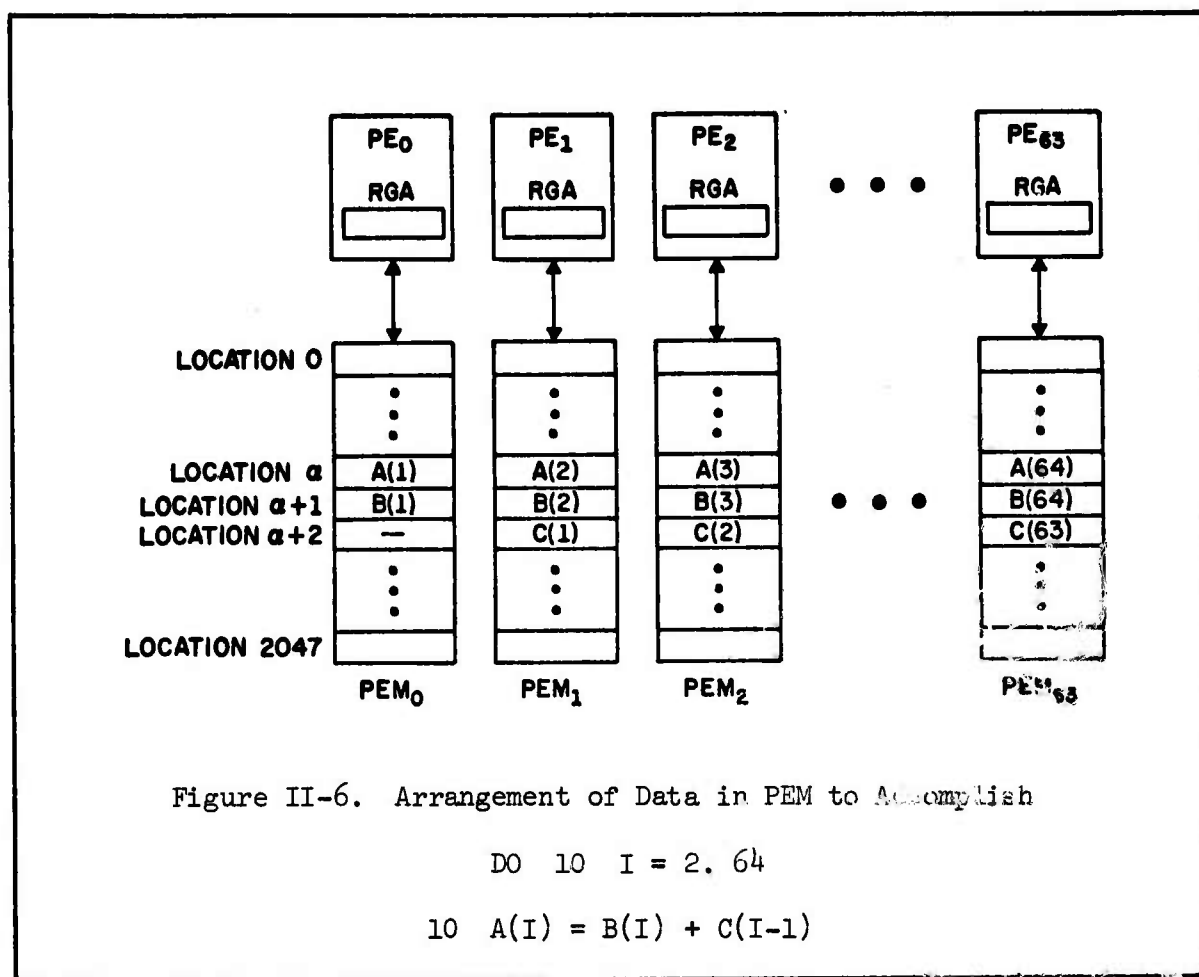 PE0 PE1 PE2 PE63
RGA RGA RGA RGA
• • •
LOCATION 0
LOCATION α A(1) A(2) A(3) A(64)
LOCATION α+1 B(1) B(2) B(3) • • • B(64)
LOCATION α+2 — C(1) C(2) C(63)
LOCATION 2047
PEM0 PEM1 PEM2 PEM63
Figure II-6. Arrangement of Data in PEM to Accomplish
DO 10 I = 2. 64
10 A(I) = B(I) + C(I-1)